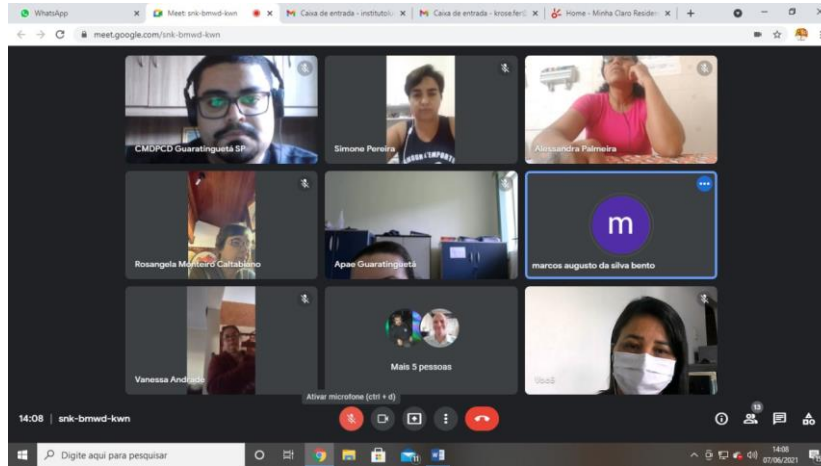 WhatsApp
Meet: snk-bmwd-kwn
Caixa de entrada - institutoi
Caixa de entrada - krose.fer
Home - Minha Claro Residen
meet.google.com/snk-bmwd-kwn
CMDPCD Guaratinguetá SP
Simone Pereira
Alessandra Palmeira
Rosangela Monteiro Caltabiano
Apae Guaratinguetá
m
marcos augusto da silva bento
Vanessa Andrade
Mais 5 pessoas
Você
Ativar microfone (ctrl + d)
14:08 | snk-bmwd-kwn
13
Digite aqui para pesquisar
14:08
07/06/2021